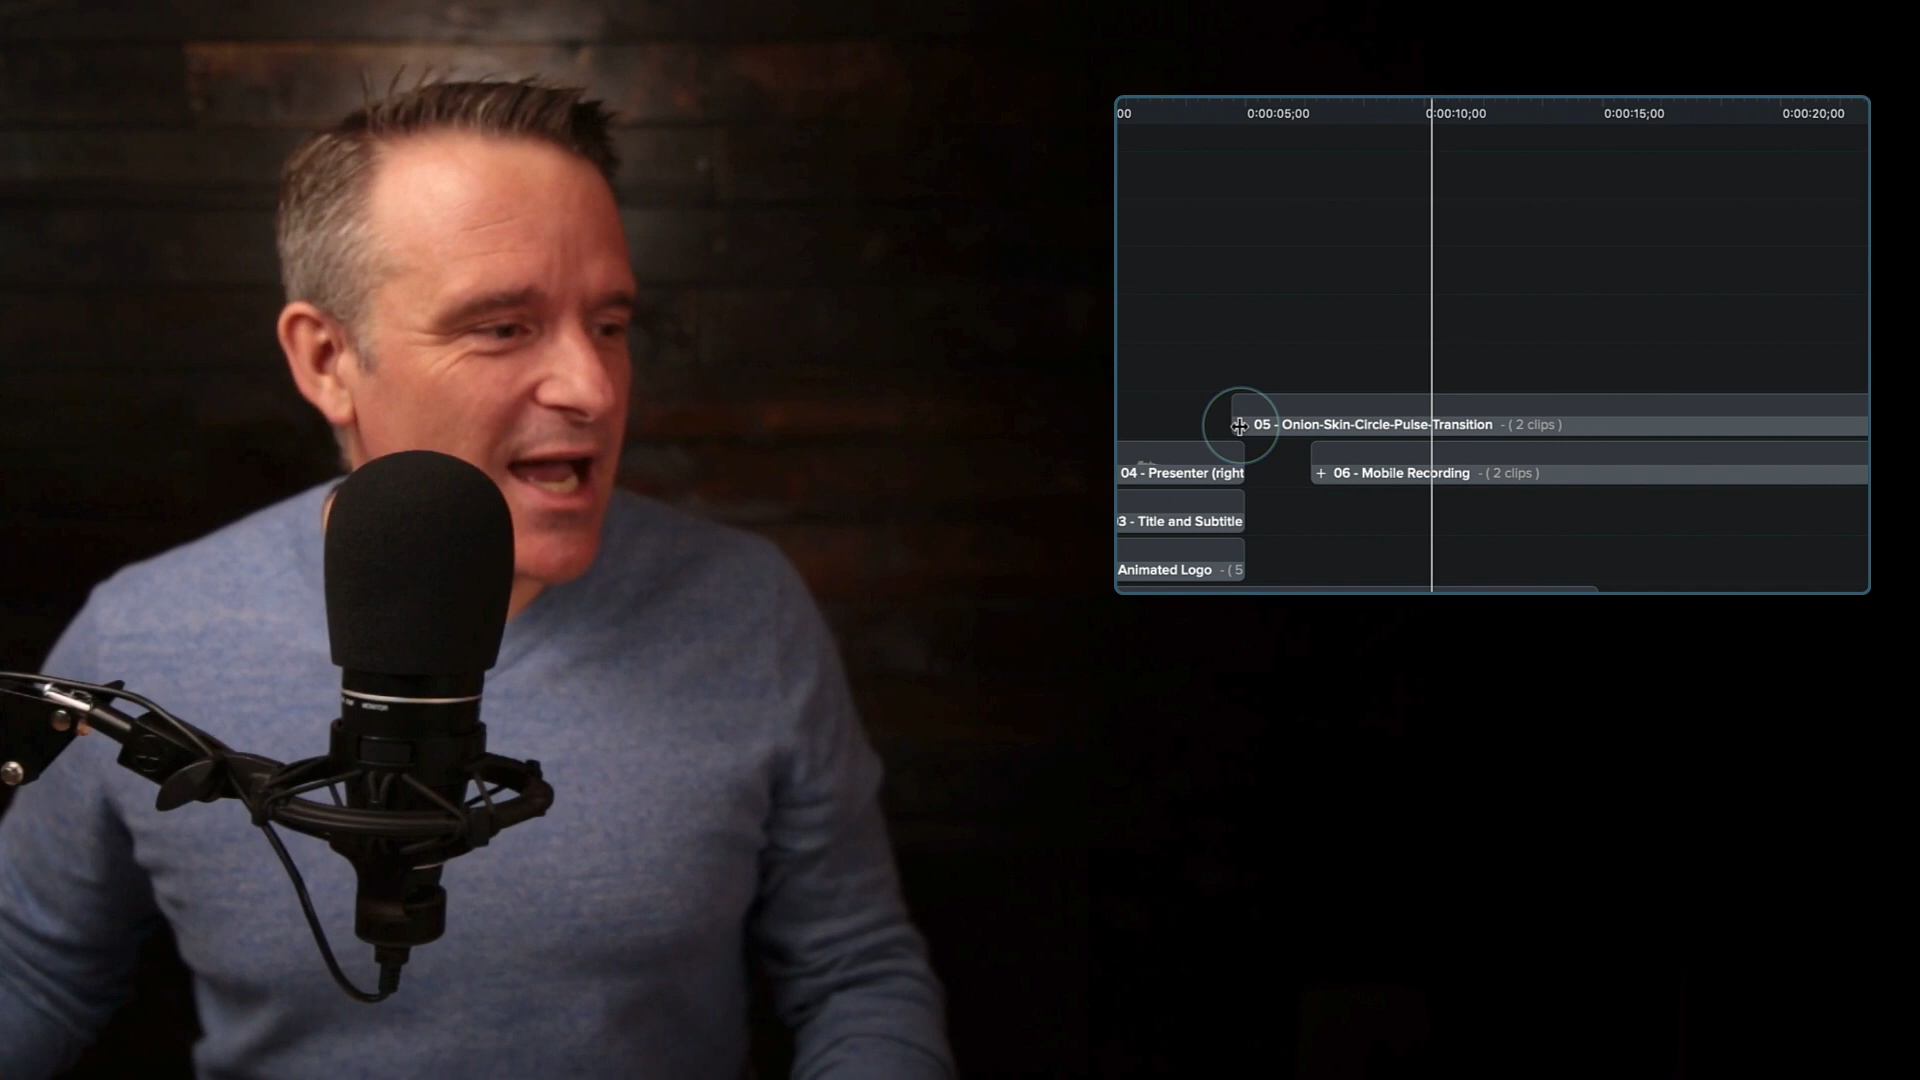 00 0:00:05;00 0:00:10;00 0:00:15;00 0:00:20;00
05 - Onion-Skin-Circle-Pulse-Transition - ( 2 clips )
04 - Presenter (right + 06 - Mobile Recording - ( 2 clips )
3 - Title and Subtitle
Animated Logo - ( 5
MONITOR